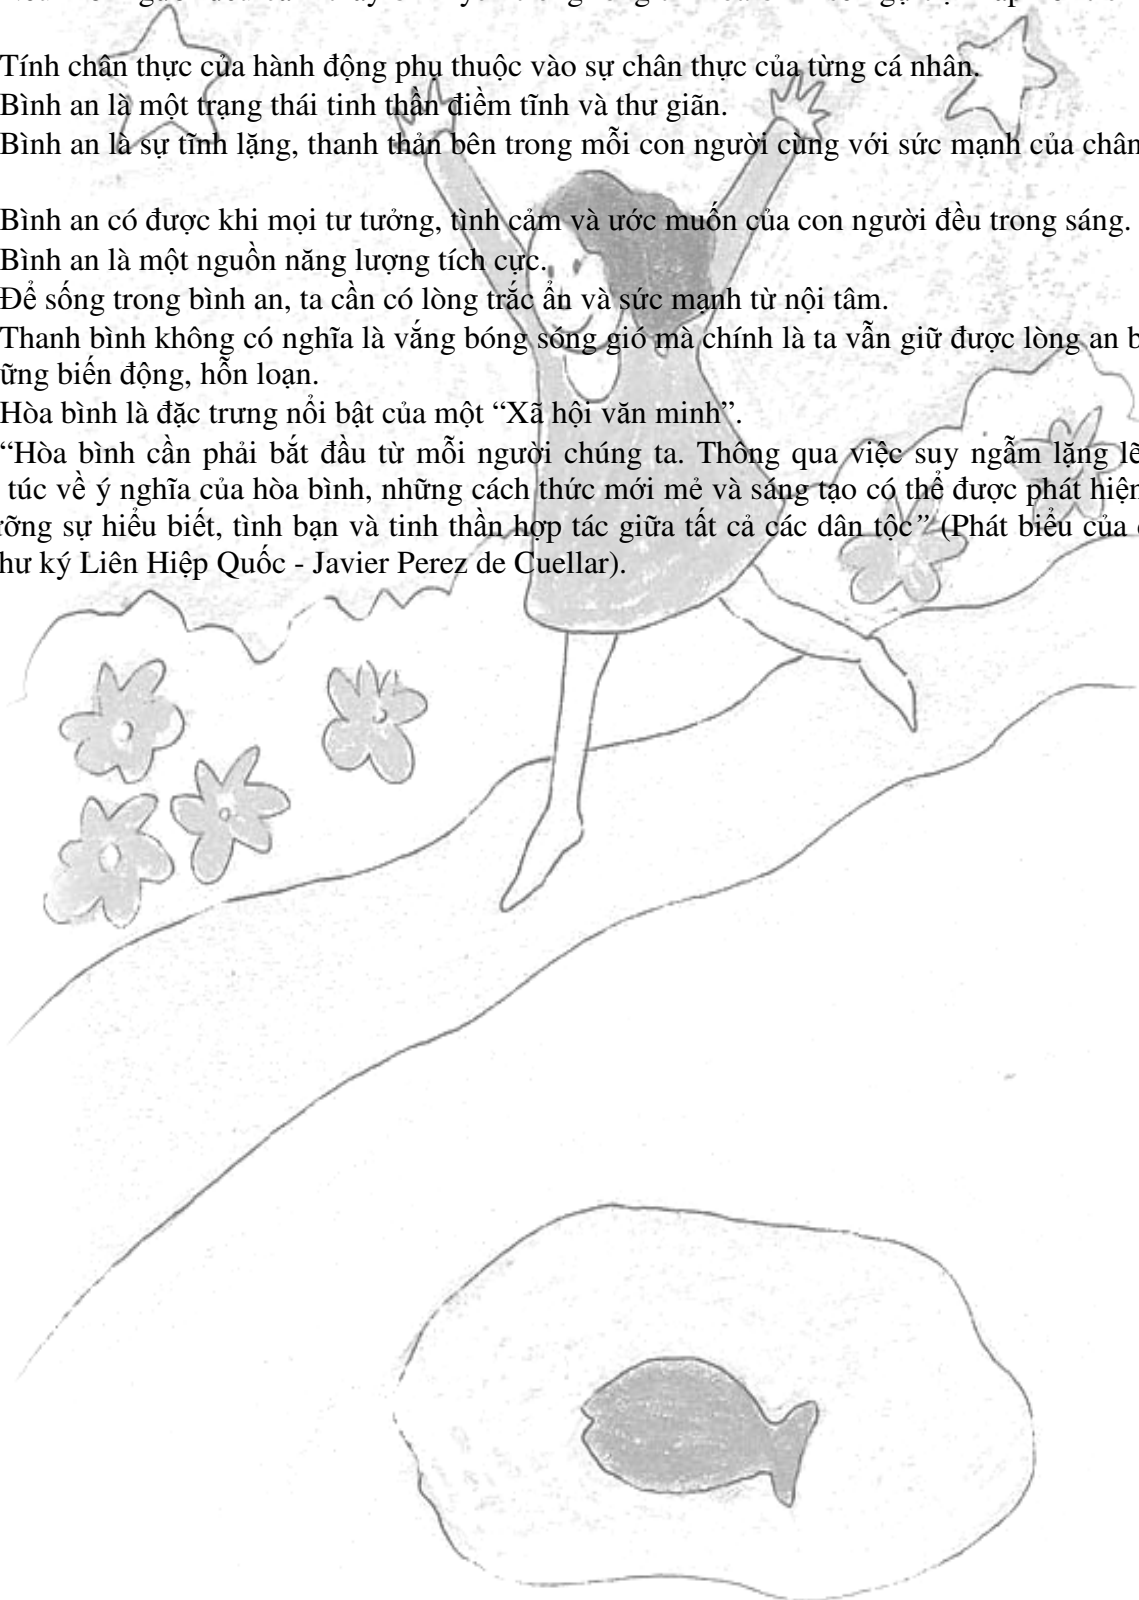 Tính chân thực của hành động phụ thuộc vào sự chân thực của từng cá nhân.
Bình an là một trạng thái tinh thần điềm tĩnh và thư giãn.
Bình an là sự tĩnh lặng, thanh thản bên trong mỗi con người cùng với sức mạnh của chân
Bình an có được khi mọi tư tưởng, tình cảm và ước muốn của con người đều trong sáng.
Bình an là một nguồn năng lượng tích cực.
Để sống trong bình an, ta cần có lòng trắc ẩn và sức mạnh từ nội tâm.
Thanh bình không có nghĩa là vắng bóng sóng gió mà chính là ta vẫn giữ được lòng an
ững biến động, hỗn loạn.
Hòa bình là đặc trưng nổi bật của một “Xã hội văn minh”.
“Hòa bình cần phải bắt đầu từ mỗi người chúng ta. Thông qua việc suy ngẫm lặng lẽ
túc về ý nghĩa của hòa bình, những cách thức mới mẻ và sáng tạo có thể được phát hiện
ưỡng sự hiểu biết, tình bạn và tinh thần hợp tác giữa tất cả các dân tộc” (Phát biểu của
hư ký Liên Hiệp Quốc - Javier Perez de Cuellar).